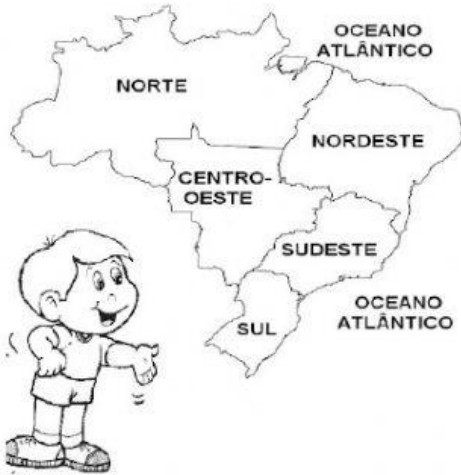 OCEANO
ATLÂNTICO
NORTE
NORDESTE
CENTRO-
OESTE
SUDESTE
OCEANO
ATLÂNTICO
SUL